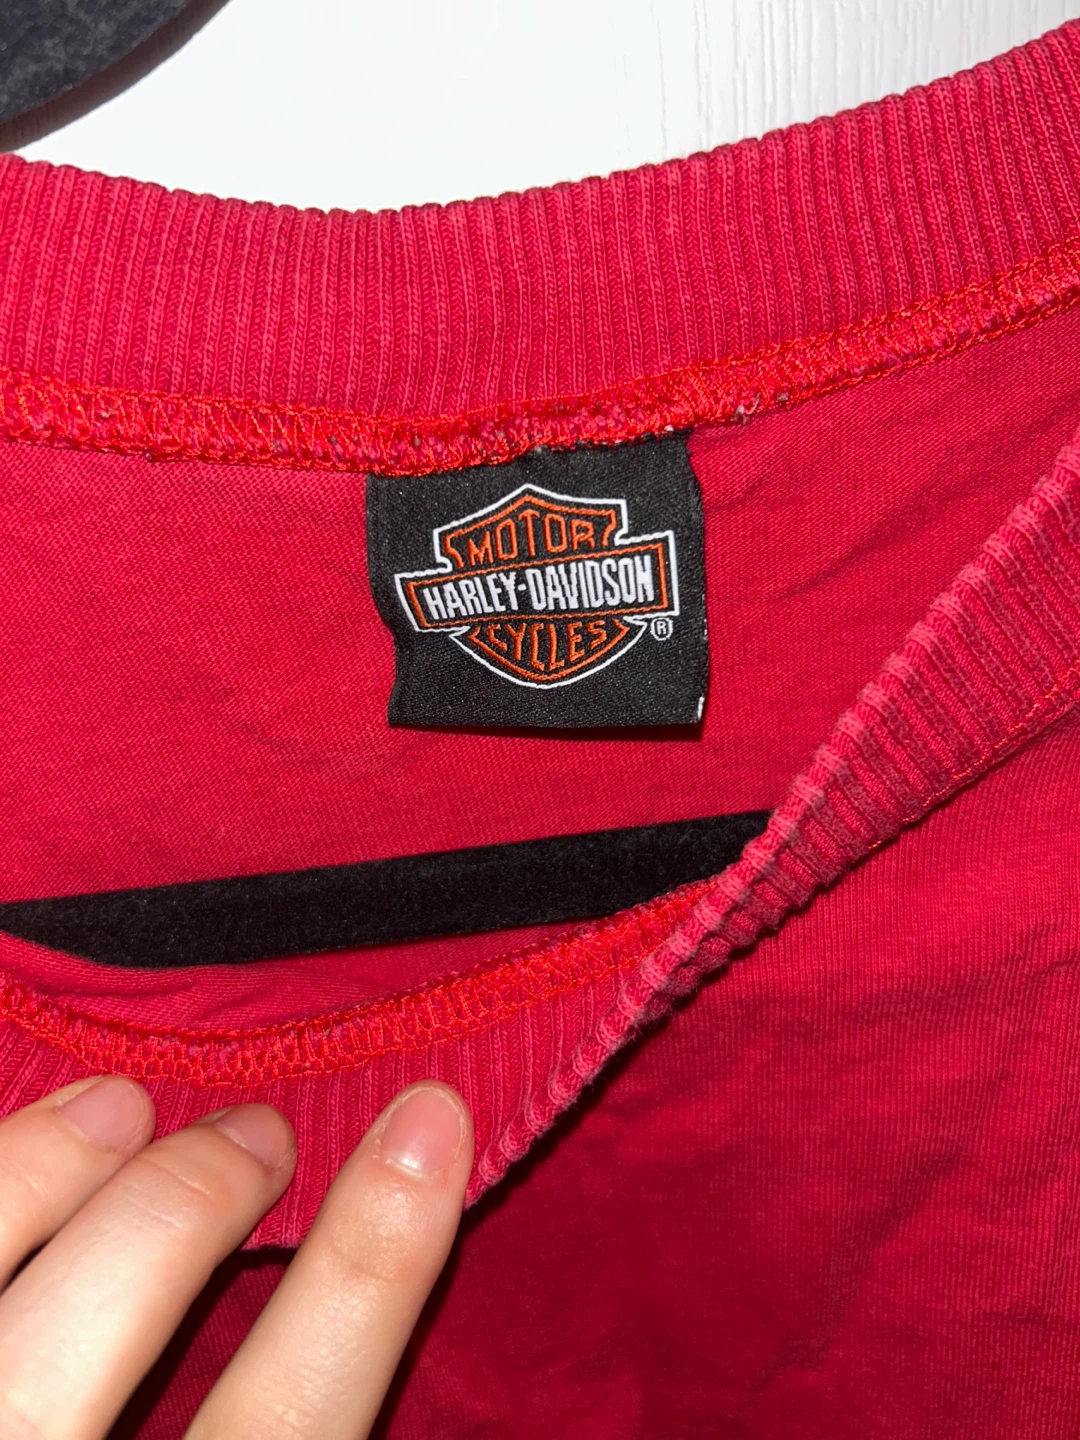 MOTOR
HARLEY-DAVIDSON
CYCLES
®